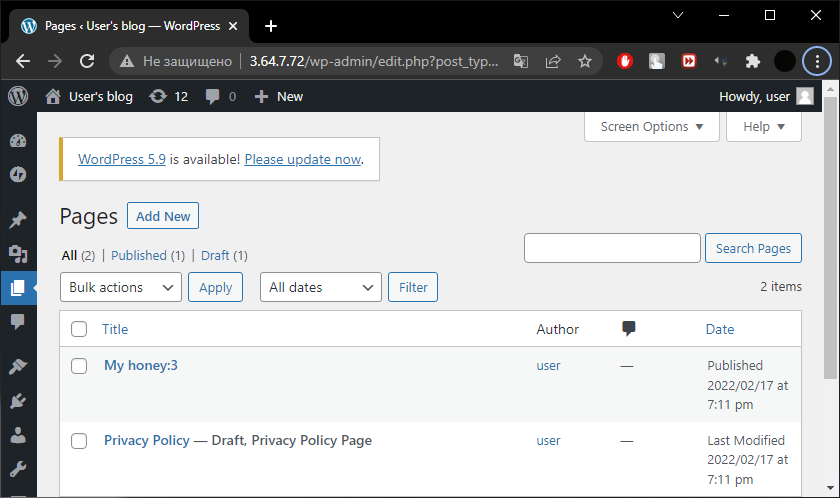 Pages ‹ User's blog — WordPress
Не защищено 3.64.7.72/wp-admin/edit.php?post_typ...
User's blog 12 0 New Howdy, user
Screen Options Help
WordPress 5.9 is available! Please update now.
Pages Add New
All (2) | Published (1) | Draft (1)
Search Pages
Bulk actions Apply All dates Filter 2 items
Title Author Date
My honey:3 user — Published
2022/02/17 at
7:11 pm
Privacy Policy — Draft, Privacy Policy Page user — Last Modified
2022/02/17 at
7:11 pm